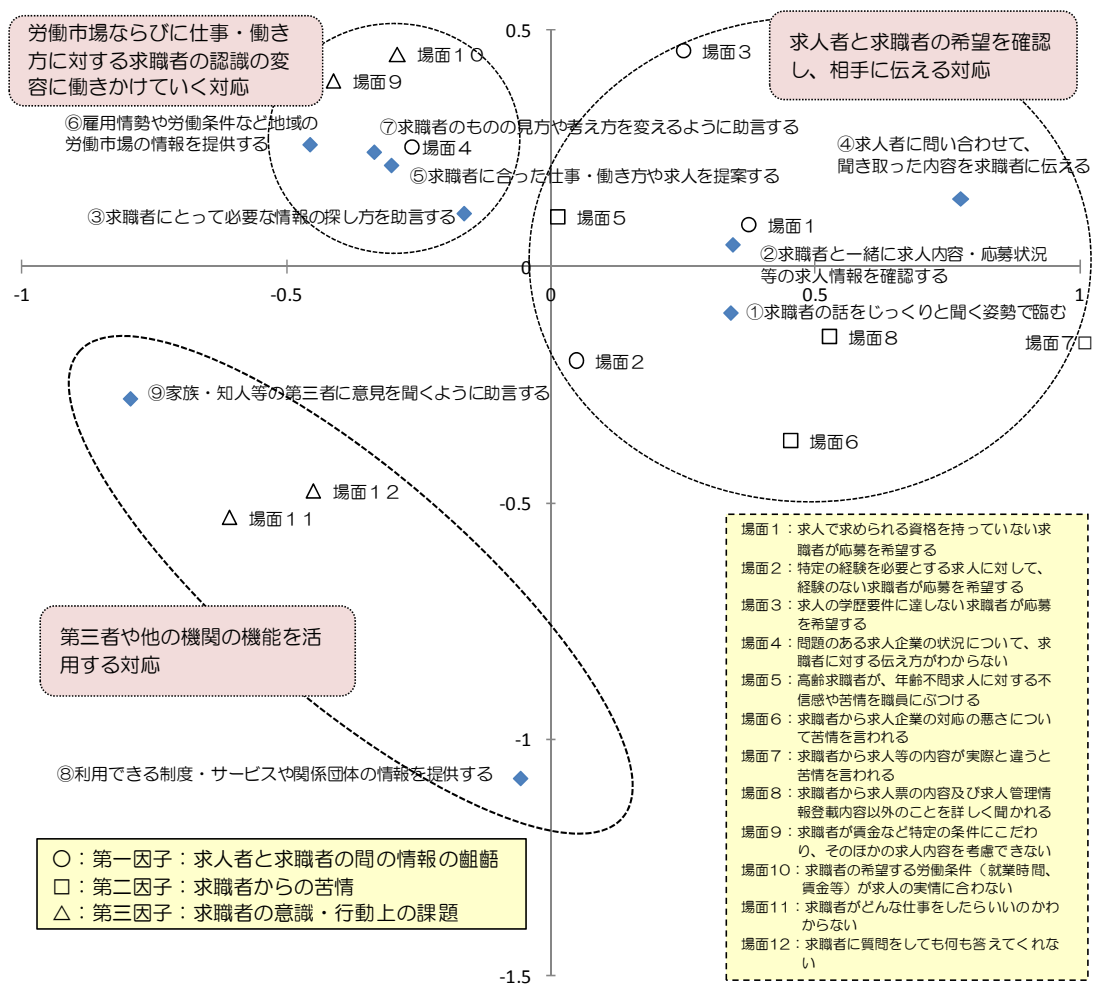 労働市場ならびに仕事・働き
方に対する求職者の認識の変
容に働きかけていく対応
0.5
場面3
求人者と求職者の希望を確認
し、相手に伝える対応
場面10
場面9
⑥雇用情勢や労働条件など地域の
労働市場の情報を提供する
⑦求職者のものの見方や考え方を変えるように助言する
場面4
⑤求職者に合った仕事・働き方や求人を提案する
④求人者に問い合わせて、
聞き取った内容を求職者に伝える
③求職者にとって必要な情報の探し方を助言する
場面5
場面1
②求職者と一緒に求人内容・応募状況
等の求人情報を確認する
0
-1
-0.5
0
0.5
1
①求職者の話をじっくりと聞く姿勢で臨む
場面8
場面7
場面2
⑨家族・知人等の第三者に意見を聞くように助言する
場面6
場面12
-0.5
場面11
第三者や他の機関の機能を活
用する対応
-1
⑧利用できる制度・サービスや関係団体の情報を提供する
-1.5
○：第一因子：求人者と求職者の間の情報の齟齬
□：第二因子：求職者からの苦情
△：第三因子：求職者の意識・行動上の課題
場面1：求人で求められる資格を持っていない求
職者が応募を希望する
場面2：特定の経験を必要とする求人に対して、
経験のない求職者が応募を希望する
場面3：求人の学歴要件に達しない求職者が応募
を希望する
場面4：問題のある求人企業の状況について、求
職者に対する伝え方がわからない
場面5：高齢求職者が、年齢不問求人に対する不
信感や苦情を職員にぶつける
場面6：求職者から求人企業の対応の悪さについ
て苦情を言われる
場面7：求職者から求人等の内容が実際と違うと
苦情を言われる
場面8：求職者から求人票の内容及び求人管理情
報登載内容以外のことを詳しく聞かれる
場面9：求職者が賃金など特定の条件にこだわ
り、そのほかの求人内容を考慮できない
場面10：求職者の希望する労働条件（就業時間、
賃金等）が求人の実情に合わない
場面11：求職者がどんな仕事をしたらいいのかわ
からない
場面12：求職者に質問をしても何も答えてくれな
い